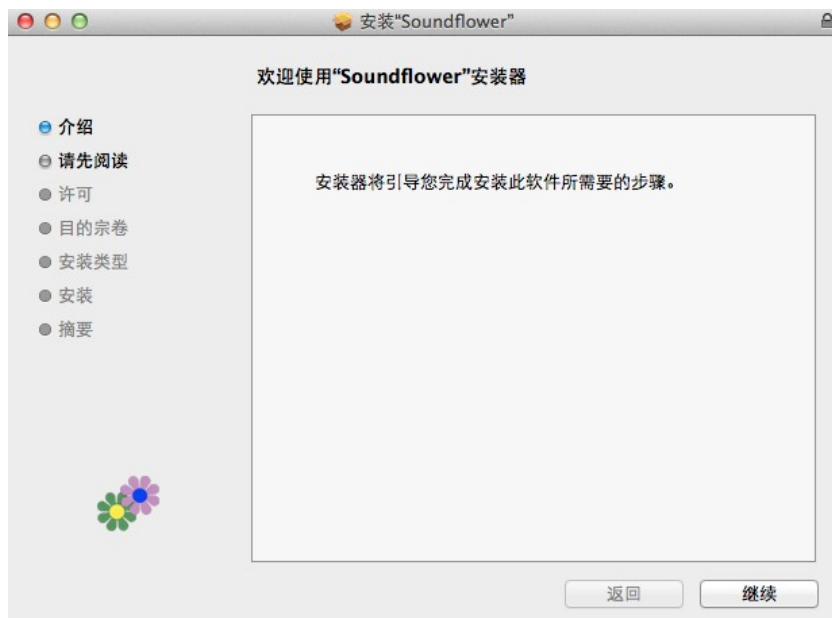 安装“Soundflower”
欢迎使用“Soundflower”安装器
介绍
请先阅读
许可
目的宗卷
安装类型
安装
摘要
安装器将引导您完成安装此软件所需要的步骤。
返回
继续